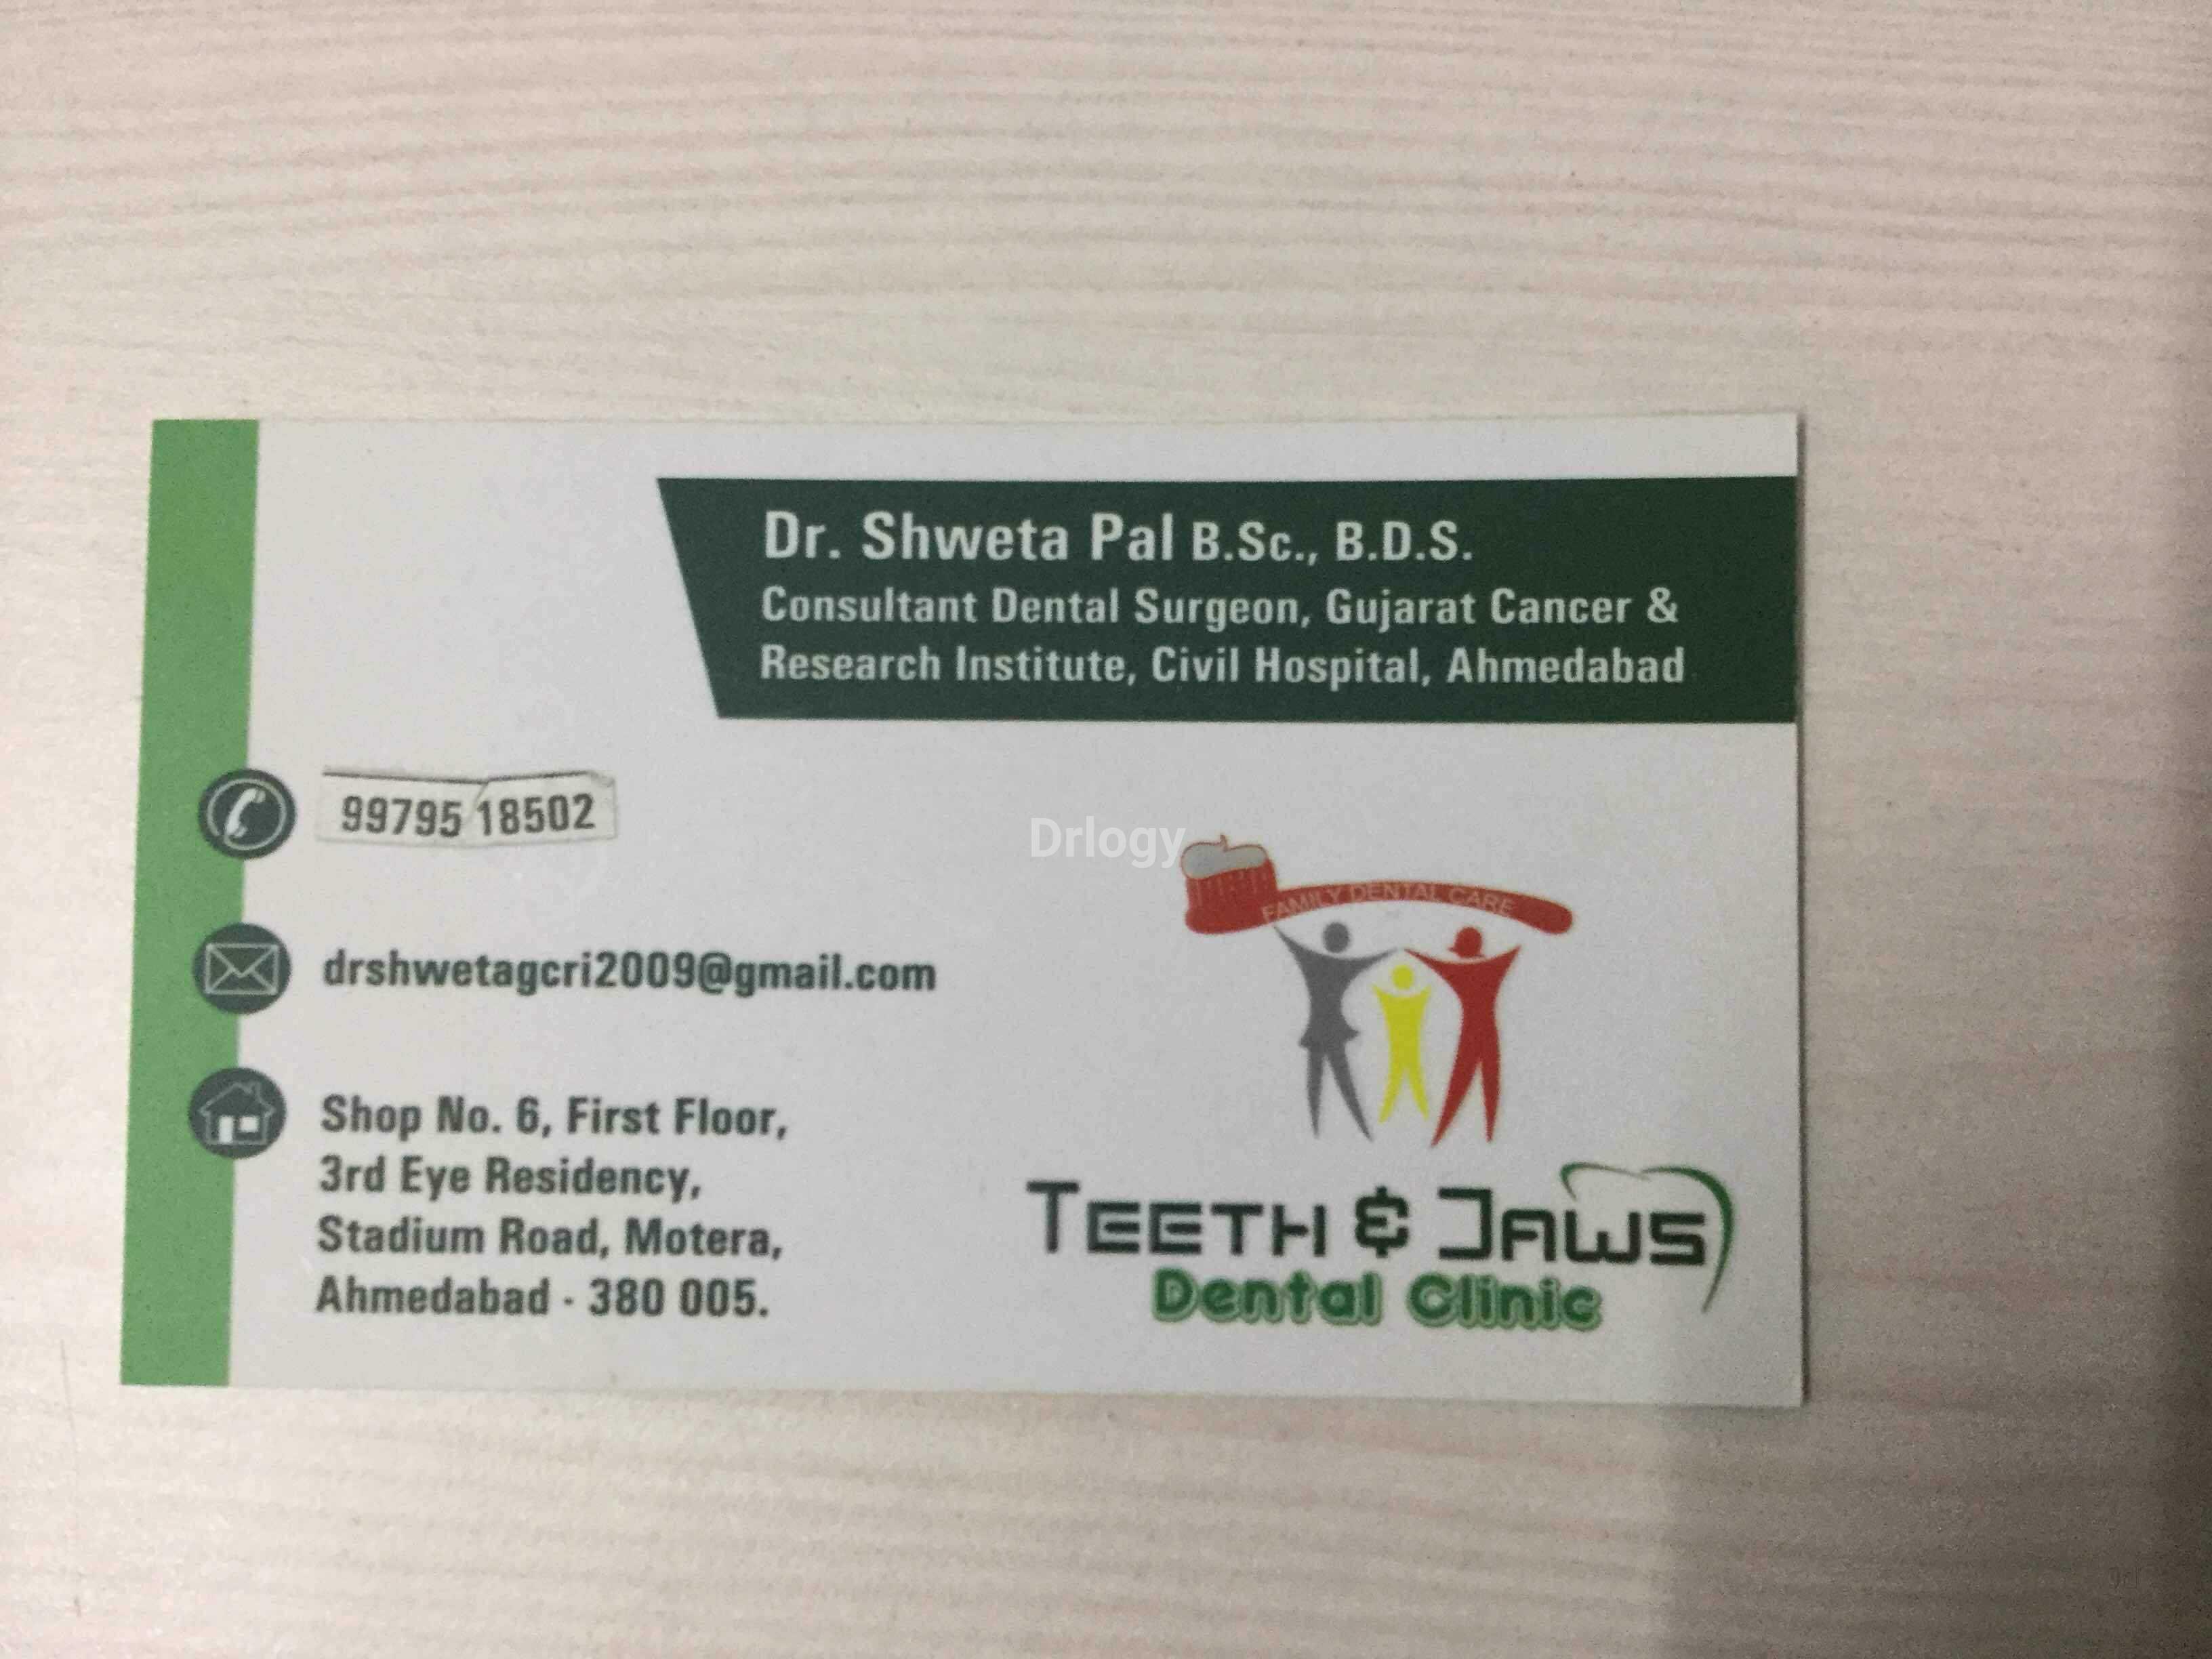 Dr. Shweta Pal B.Sc., B.D.S.
Consultant Dental Surgeon, Gujarat Cancer &
Research Institute, Civil Hospital, Ahmedabad
99795 18502
drshwetagcri2009@gmail.com
Shop No. 6, First Floor,
3rd Eye Residency,
Stadium Road, Motera,
Ahmedabad - 380 005.
Drlogy
FAMILY DENTAL CARE
TEETH & JAWS
Dental Clinic